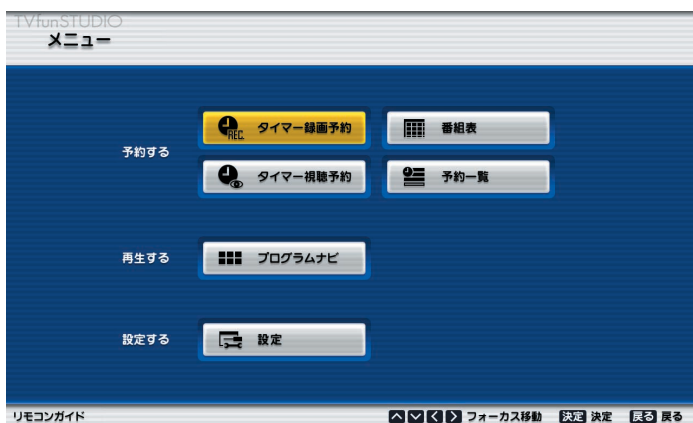 TVfunSTUDIO
メニュー
予約する
REC タイマー録画予約
番組表
タイマー視聴予約
予約一覧
再生する
プログラムナビ
設定する
設定
リモコンガイド
フォーカス移動 決定 決定 戻る 戻る